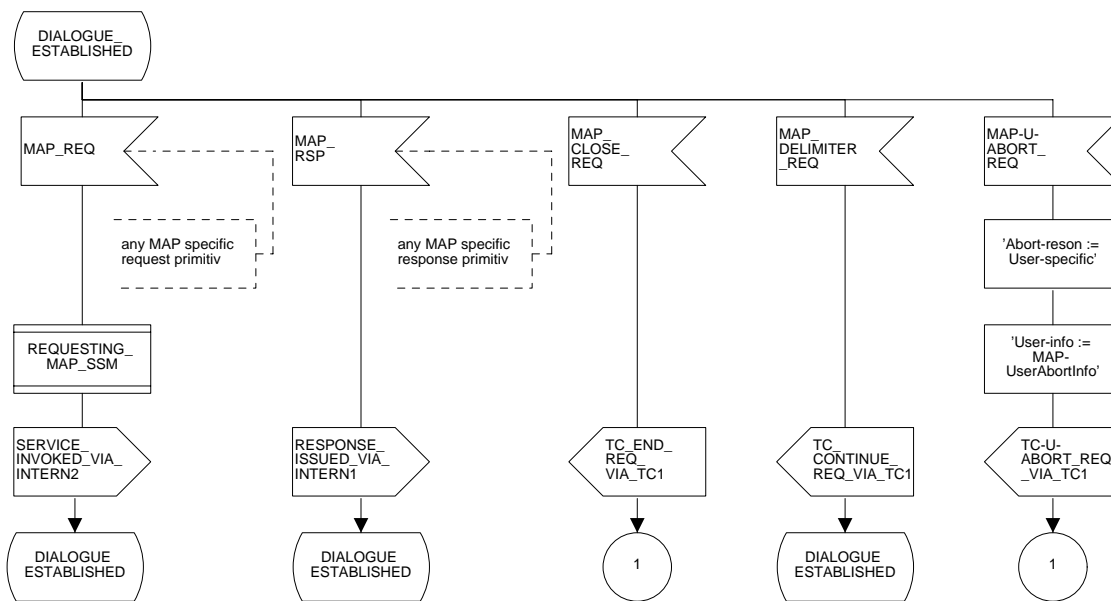 DIALOGUE_
ESTABLISHED
MAP_REQ
MAP_
RSP
MAP_
CLOSE_
REQ
MAP_
DELIMITER
_REQ
MAP-U-
ABORT_
REQ
any MAP specific
request primitiv
any MAP specific
response primitiv
'Abort-reson :=
User-specific'
REQUESTING_
MAP_SSM
'User-info :=
MAP-
UserAbortInfo'
SERVICE_
INVOKED_VIA_
INTERN2
RESPONSE_
ISSUED_VIA_
INTERN1
TC_END_
REQ_
VIA_TC1
TC_
CONTINUE_
REQ_VIA_TC1
TC-U-
ABORT_REQ
_VIA_TC1
DIALOGUE
ESTABLISHED
DIALOGUE
ESTABLISHED
1
DIALOGUE
ESTABLISHED
1